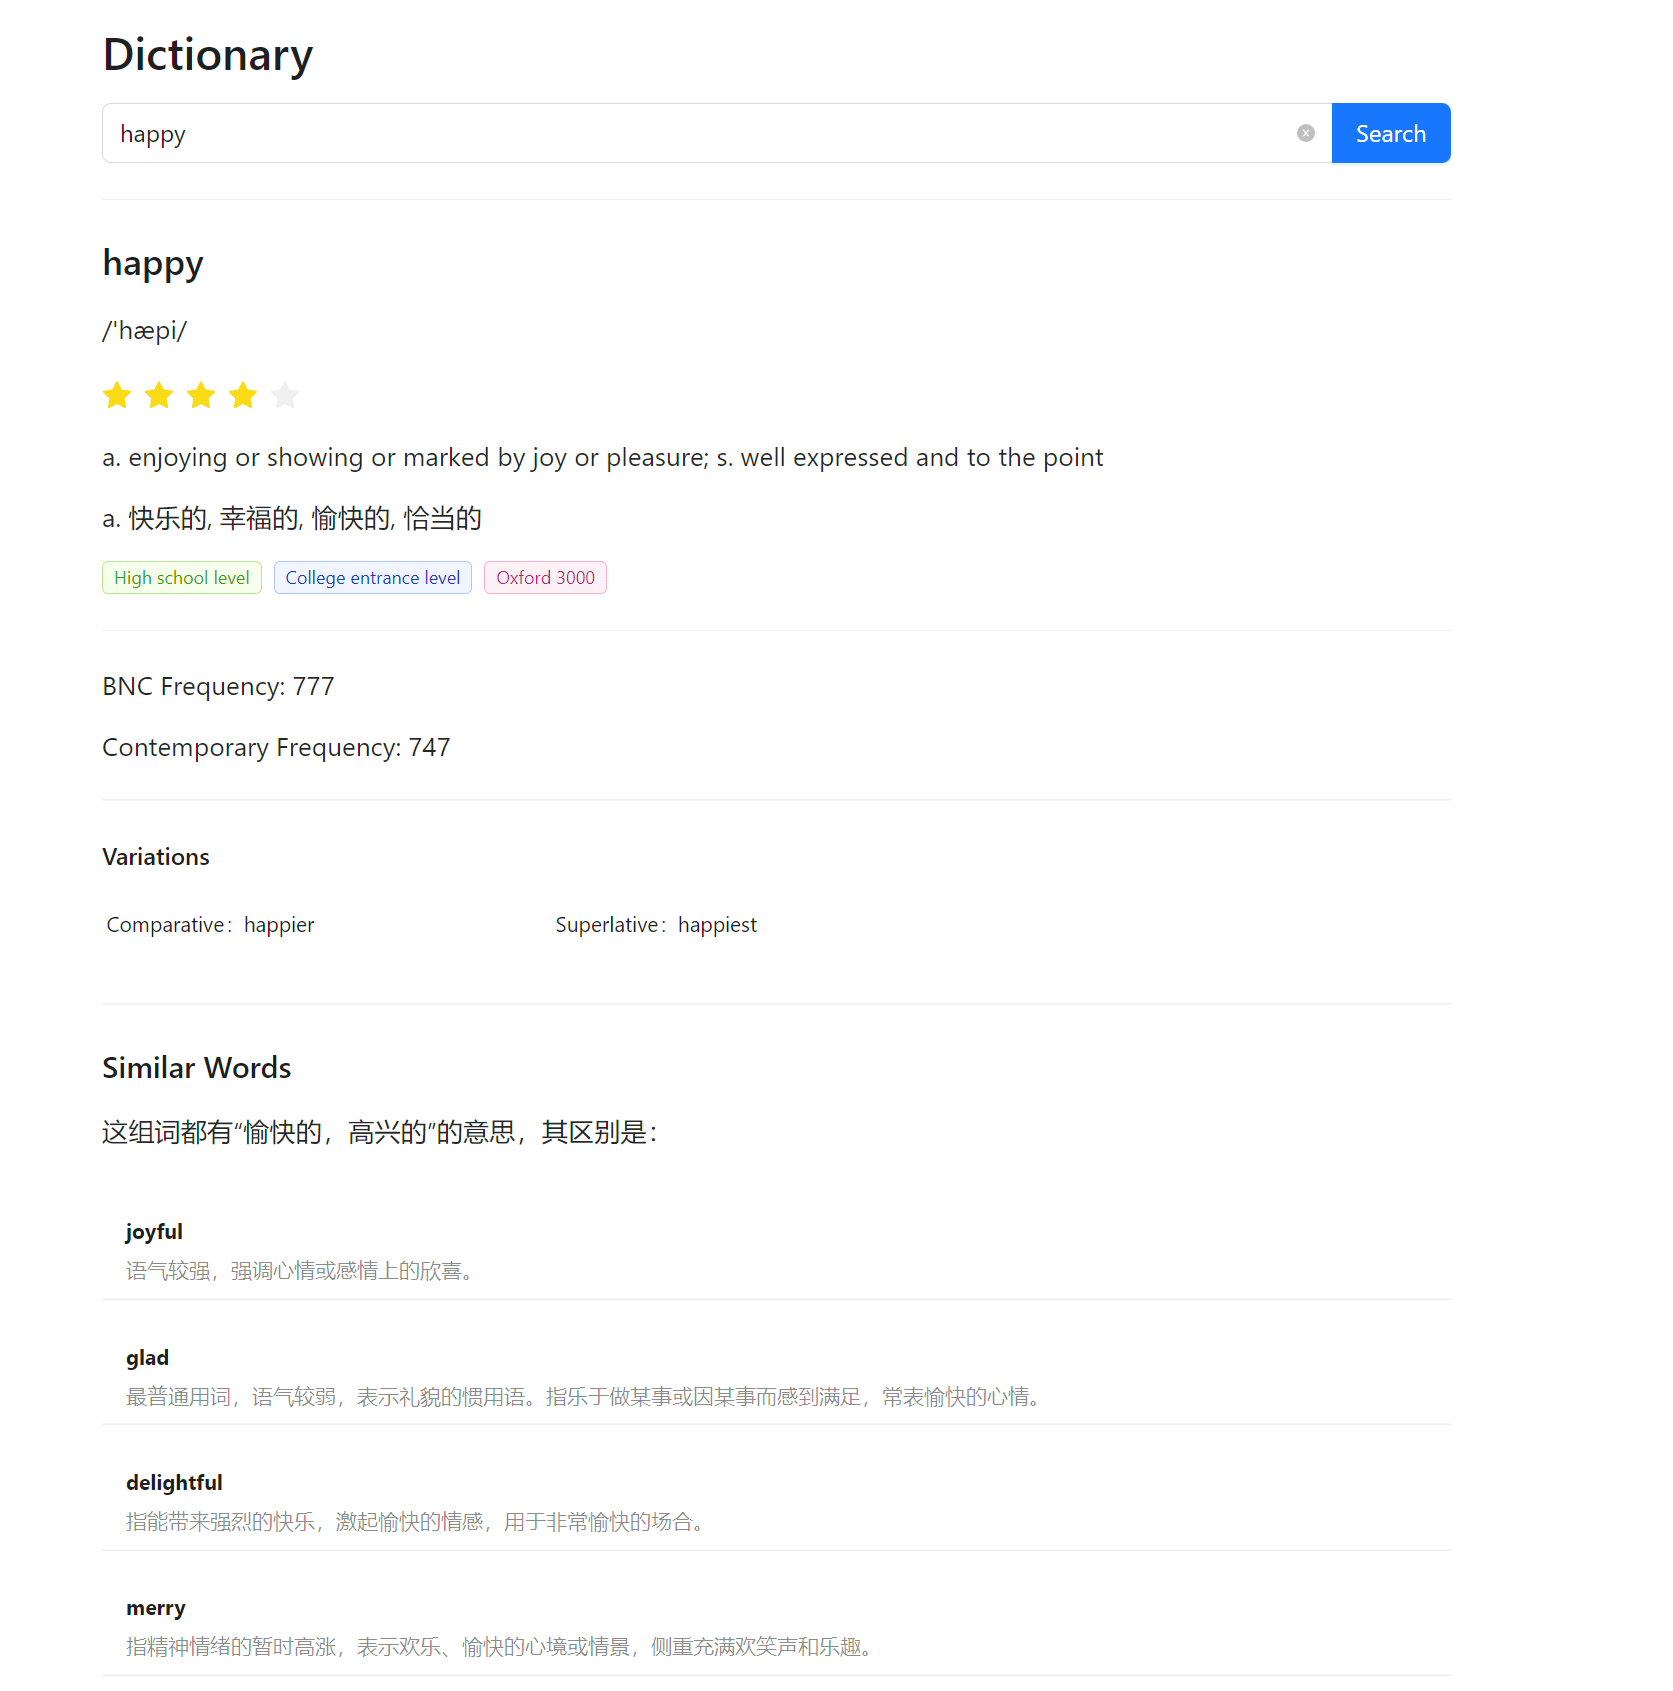 Dictionary
happy
Search
happy
/'hæpi/
a. enjoying or showing or marked by joy or pleasure; s. well expressed and to the point
a. 快乐的, 幸福的, 愉快的, 恰当的
High school level College entrance level Oxford 3000
BNC Frequency: 777
Contemporary Frequency: 747
Variations
Comparative: happier Superlative: happiest
Similar Words
这组词都有“愉快的，高兴的”的意思，其区别是：
joyful
语气较强，强调心情或感情上的欣喜。
glad
最普通用词，语气较弱，表示礼貌的惯用语。指乐于做某事或因某事而感到满足，常表愉快的心情。
delightful
指能带来强烈的快乐，激起愉快的情感，用于非常愉快的场合。
merry
指精神情绪的暂时高涨，表示欢乐、愉快的心境或情景，侧重充满欢笑声和乐趣。